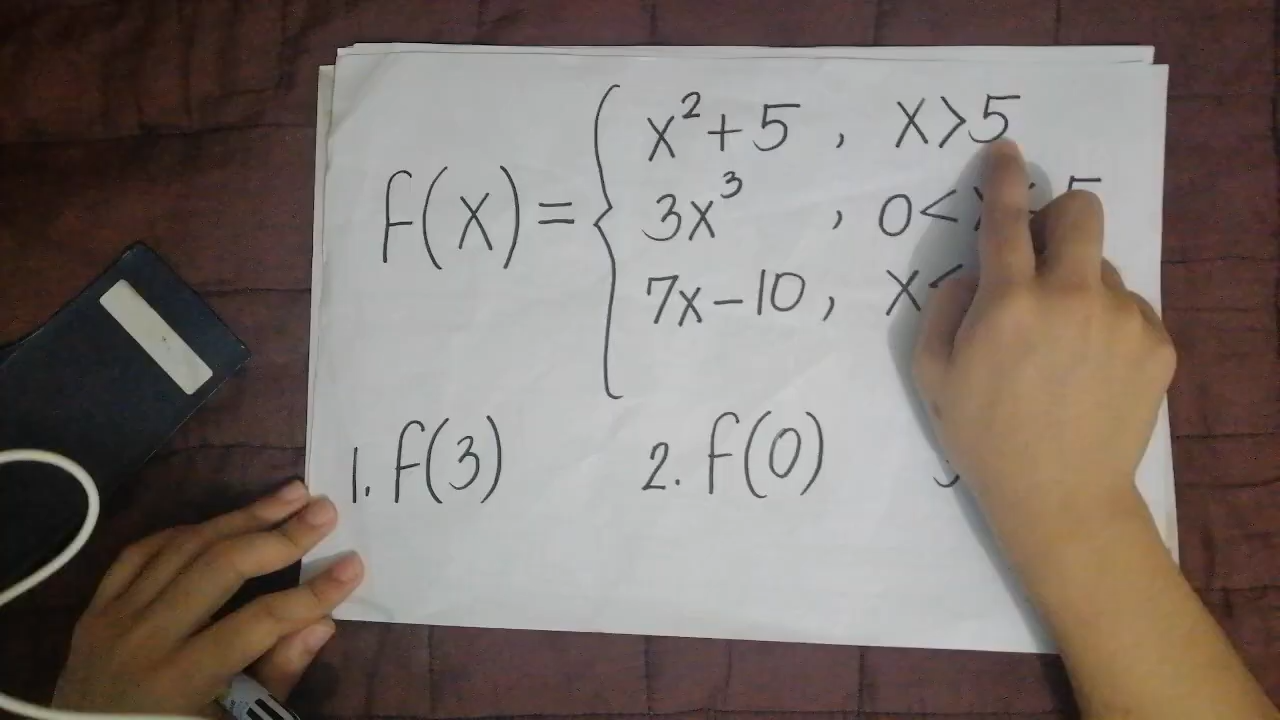 f(x) = { x² + 5 , x > 5
3x³ , 0 <
7x - 10 , x <
1. f(3) 2. f(0)